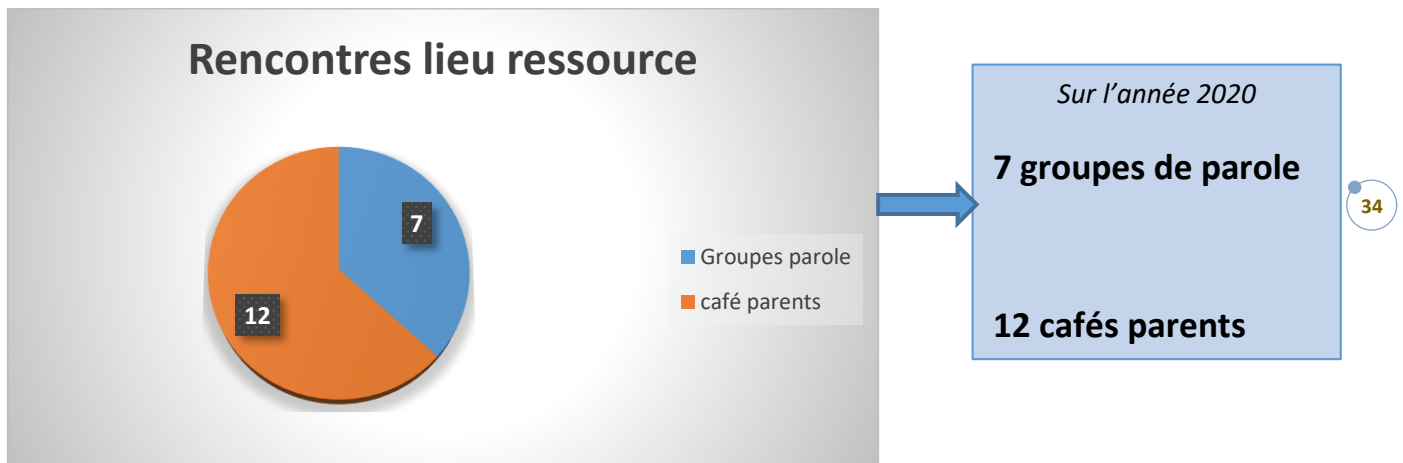 Rencontres lieu ressource
7
12
Groupes parole
café parents
Sur l'année 2020
7 groupes de parole
12 cafés parents
34